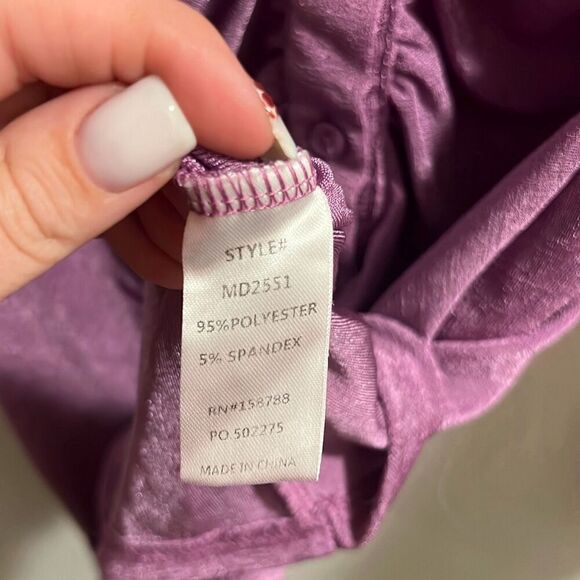 STYLE#
MD2551
95%POLYESTER
5% SPANDEX
RN#158788
PO.502275
MADE IN CHINA